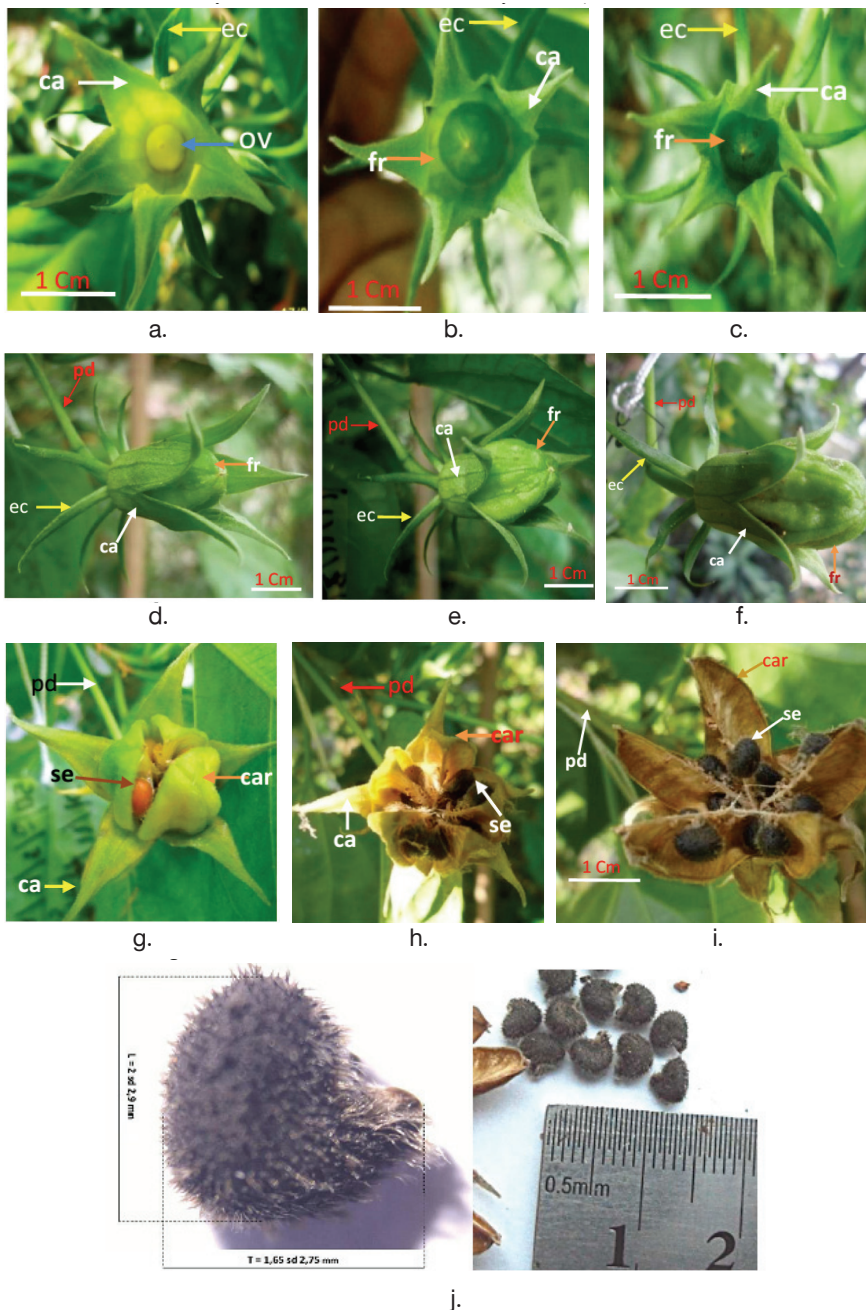 ec
ca
ov
1 Cm
a.
ec
ca
fr
1 Cm
b.
ec
ca
fr
1 Cm
c.
pd
fr
ec
ca
1 Cm
d.
fr
ca
pd
ec
1 Cm
e.
pd
ec
ca
1 Cm
fr
f.
pd
se
car
ca
g.
pd
car
ca
se
h.
car
se
pd
1 Cm
i.
L = 2 sd 2,9 mm
T = 1,65 sd 2,75 mm
0.5mm
1 2
j.